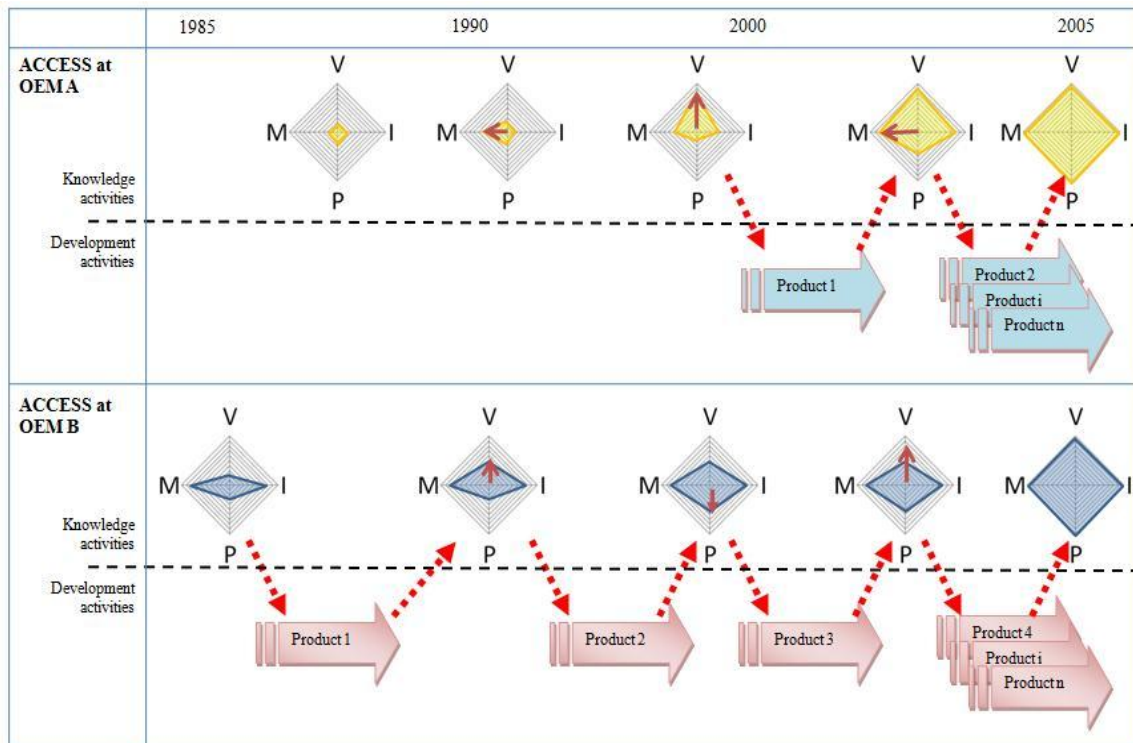 1985 1990 2000 2005
ACCESS at
OEM A
V V V V V
M I M I M I M I M I
P P P P P
Knowledge
activities
Development
activities
Product 1
Product 2
Product i
Product n
ACCESS at
OEM B
V V V V V
M I M I M I M I M I
P P P P P
Knowledge
activities
Development
activities
Product 1 Product 2 Product 3 Product 4
Product i
Product n